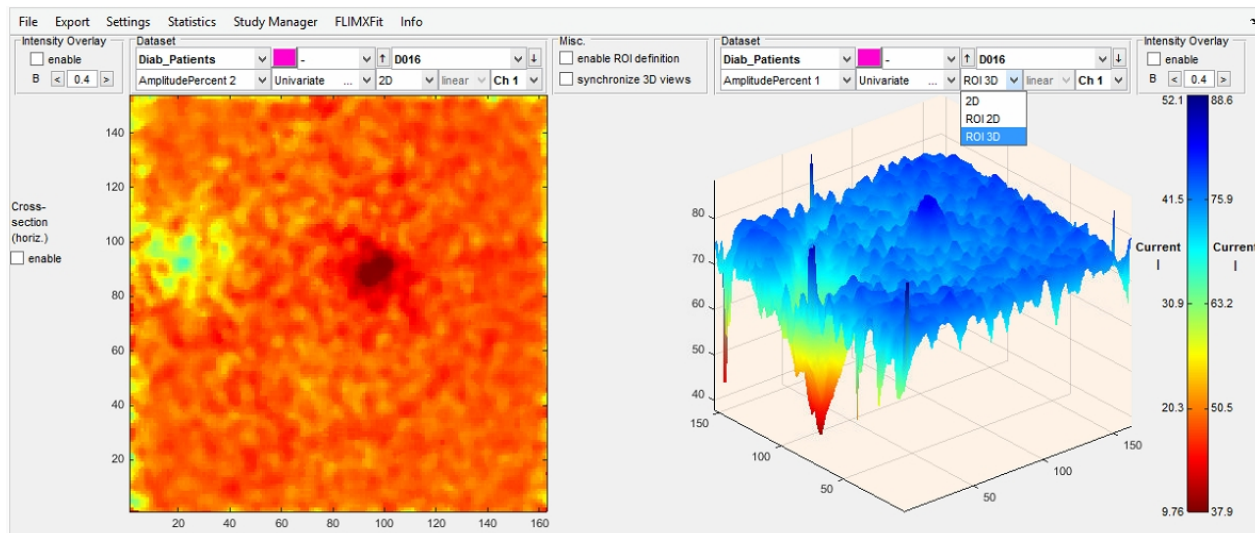 File Export Settings Statistics Study Manager FLIMXFit Info
Intensity Overlay
enable
B < 0.4 >
Dataset
Diab_Patients - ↑ D016 ↓
AmplitudePercent 2 Univariate ... 2D linear Ch 1
Misc.
enable ROI definition
synchronize 3D views
Dataset
Diab_Patients - ↑ D016 ↓
AmplitudePercent 1 Univariate ... ROI 3D linear Ch 1
2D
ROI 2D
ROI 3D
Intensity Overlay
enable
B < 0.4 >
Cross-
section
(horiz.)
enable
140
120
100
80
60
40
20
20 40 60 80 100 120 140 160
80
70
60
50
40
150
100
50
50
100
150
52.1 88.6
41.5 75.9
Current Current
30.9 63.2
20.3 50.5
9.76 37.9